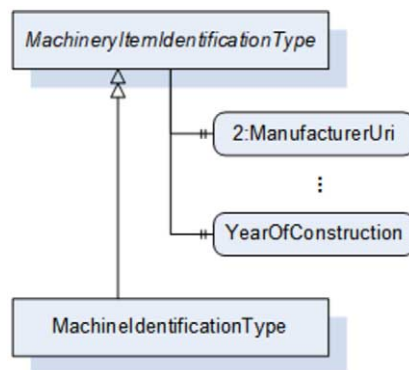 MachineryItemIdentificationType
2:ManufacturerUri
⋮
YearOfConstruction
MachineIdentificationType